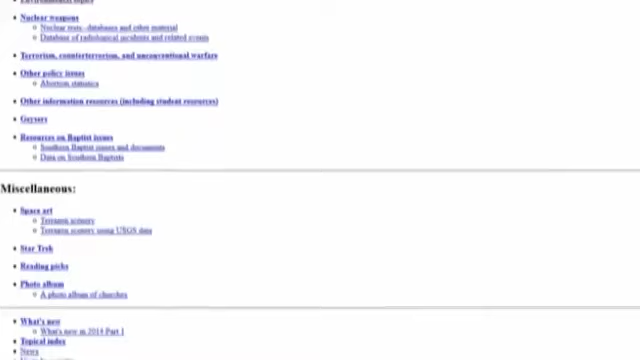 Environmental topics
Nuclear weapons
Nuclear tests--databases and other material
Database of radiological incidents and related events
Terrorism, counterterrorism, and unconventional warfare
Other policy issues
Abortion statistics
Other information resources (including student resources)
Geysers
Resources on Baptist issues
Southern Baptist issues and documents
Data on Southern Baptists
Miscellaneous:
Space art
Terragen scenery
Terragen scenery using USGS data
Star Trek
Reading picks
Photo album
A photo album of churches
What's new
What's new in 2014 Part 1
Topical index
News